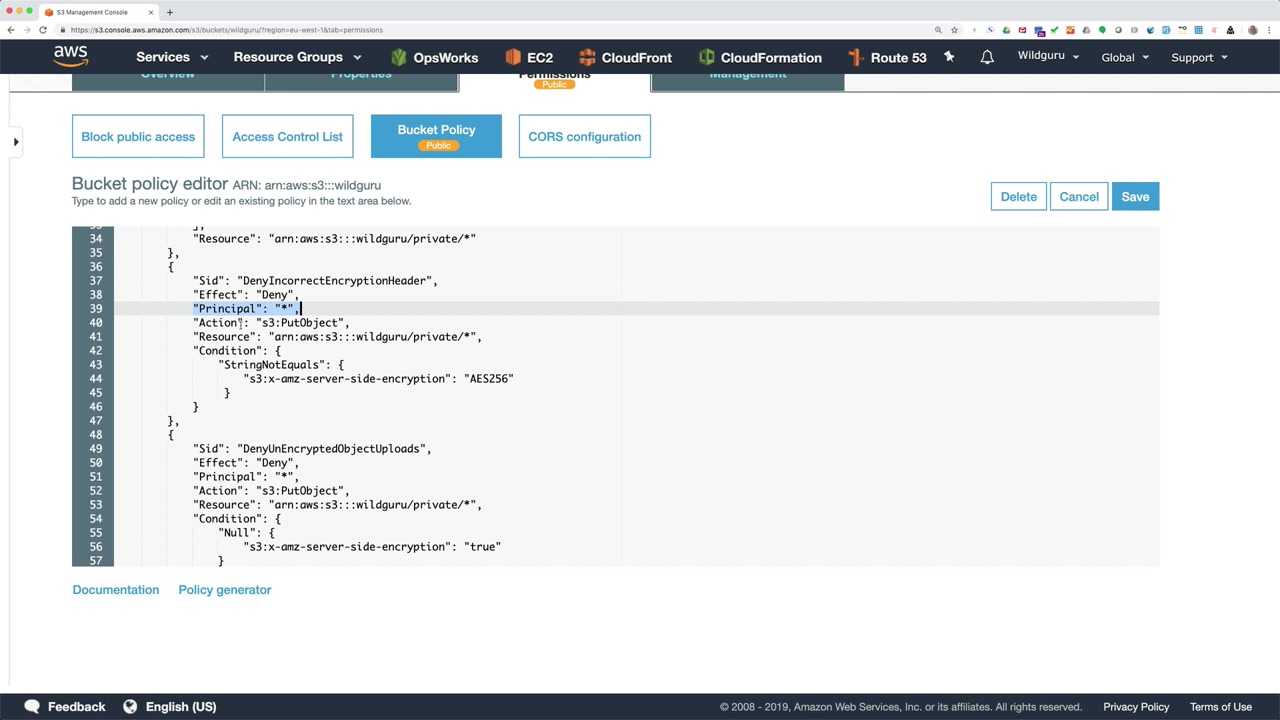 S3 Management Console
https://s3.console.aws.amazon.com/s3/buckets/wildguru/?region=eu-west-1&tab=permissions
aws Services Resource Groups OpsWorks EC2 CloudFront CloudFormation Route 53 Wildguru Global Support
Overview Properties Permissions Management
Public
Block public access Access Control List Bucket Policy CORS configuration
Public
Bucket policy editor ARN: arn:aws:s3:::wildguru
Type to add a new policy or edit an existing policy in the text area below.
Delete Cancel Save
33 ],
34 "Resource": "arn:aws:s3:::wildguru/private/*"
35 },
36 {
37 "Sid": "DenyIncorrectEncryptionHeader",
38 "Effect": "Deny",
39 "Principal": "*",
40 "Action": "s3:PutObject",
41 "Resource": "arn:aws:s3:::wildguru/private/*",
42 "Condition": {
43 "StringNotEquals": {
44 "s3:x-amz-server-side-encryption": "AES256"
45 }
46 }
47 },
48 {
49 "Sid": "DenyUnEncryptedObjectUploads",
50 "Effect": "Deny",
51 "Principal": "*",
52 "Action": "s3:PutObject",
53 "Resource": "arn:aws:s3:::wildguru/private/*",
54 "Condition": {
55 "Null": {
56 "s3:x-amz-server-side-encryption": "true"
57 }
Documentation Policy generator
Feedback English (US) © 2008 - 2019, Amazon Web Services, Inc. or its affiliates. All rights reserved. Privacy Policy Terms of Use